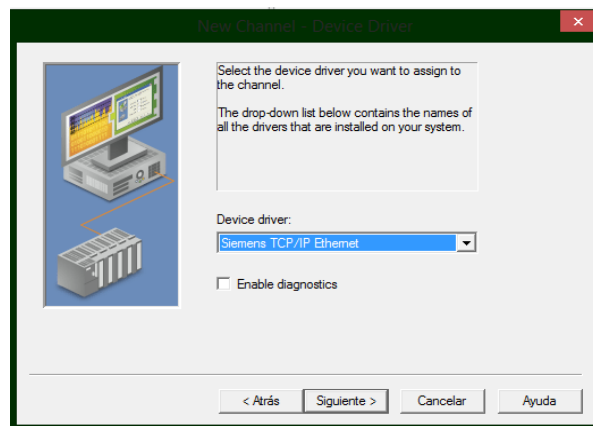 New Channel - Device Driver
Select the device driver you want to assign to
the channel.
The drop-down list below contains the names of
all the drivers that are installed on your system.
Device driver:
Siemens TCP/IP Ethernet
Enable diagnostics
< Atrás
Siguiente >
Cancelar
Ayuda